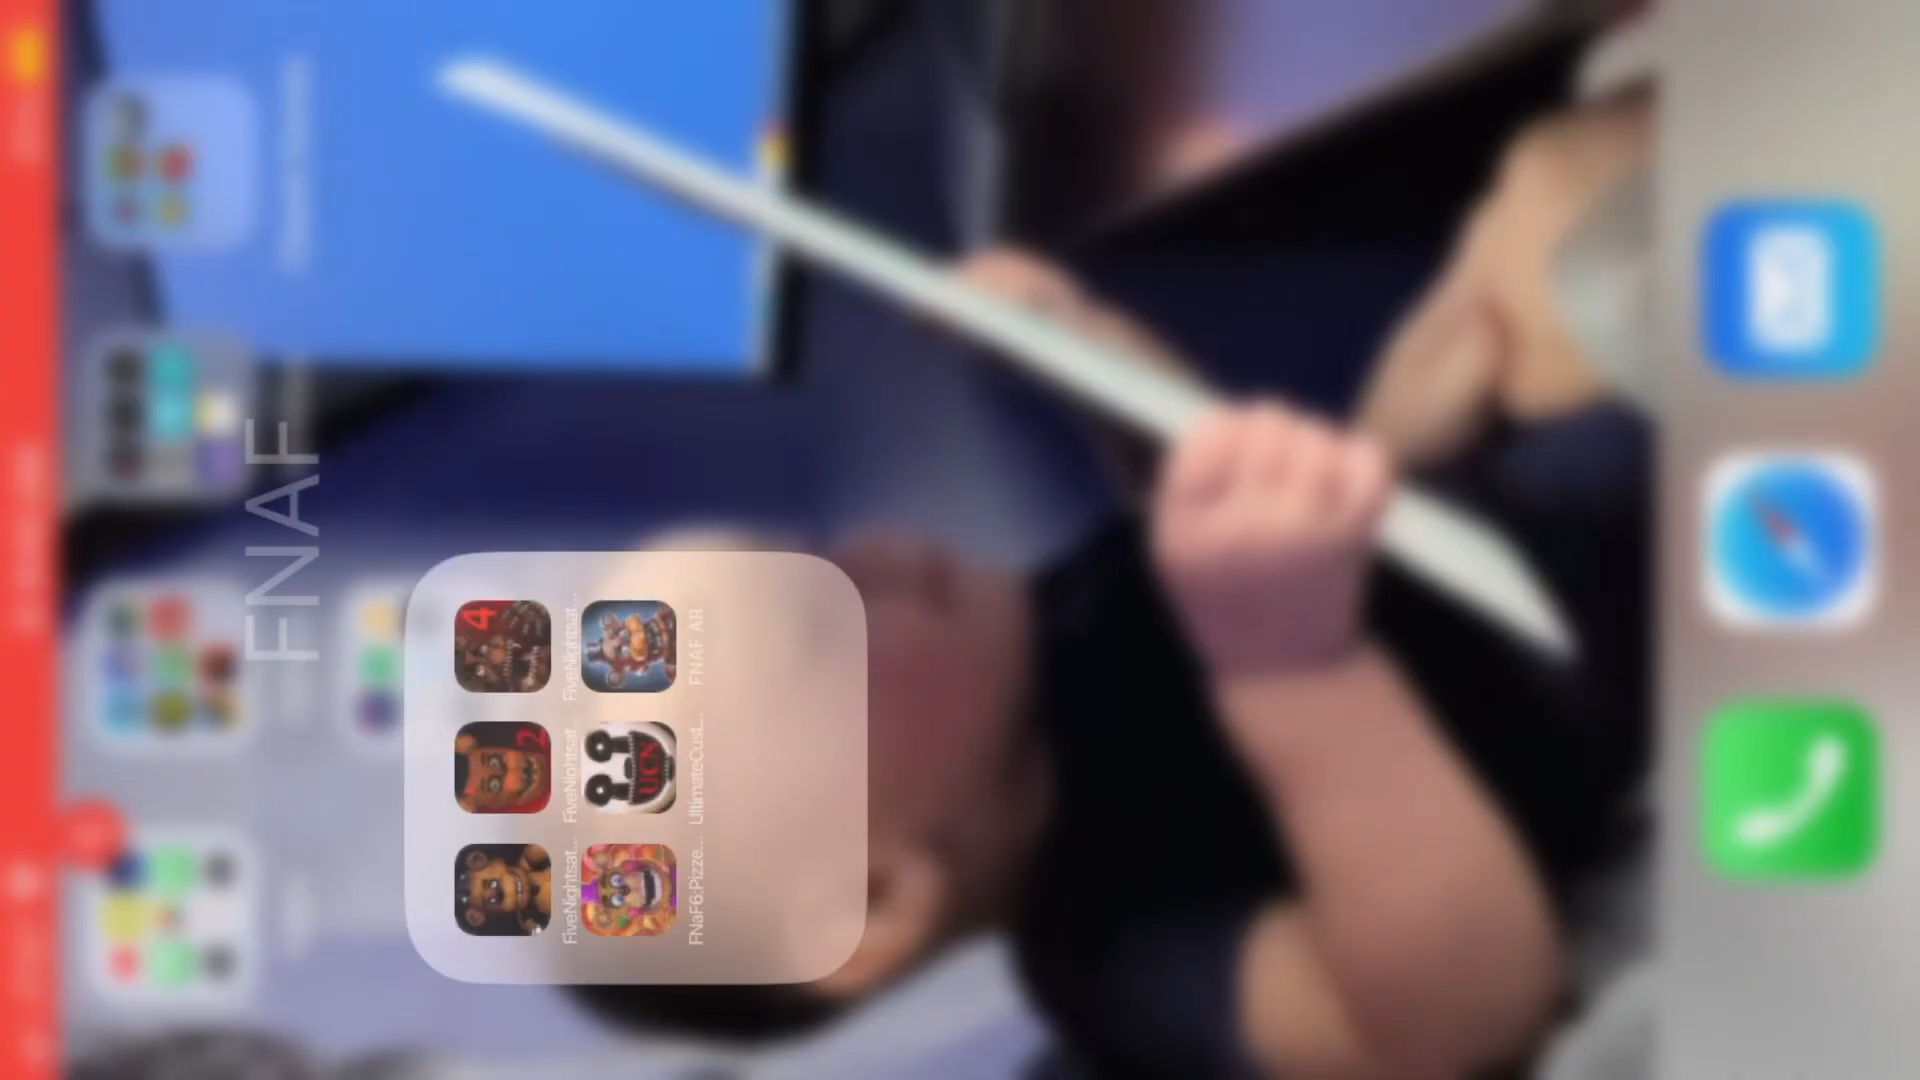 FNAF
FiveNightsat...
FiveNightsat...
FiveNightsat...
FNaF6:Pizze...
UltimateCust...
FNAF AR
2
4
UCN